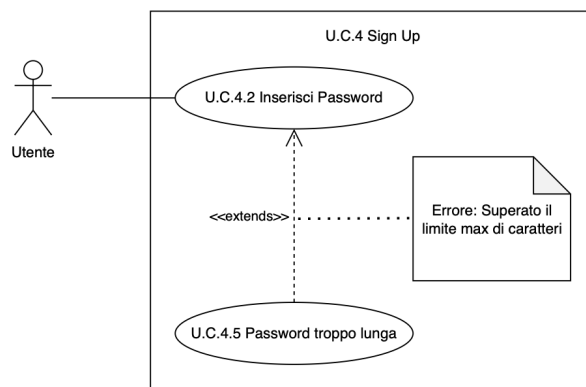 U.C.4 Sign Up
U.C.4.2 Inserisci Password
Utente
<<extends>>
Errore: Superato il
limite max di caratteri
U.C.4.5 Password troppo lunga